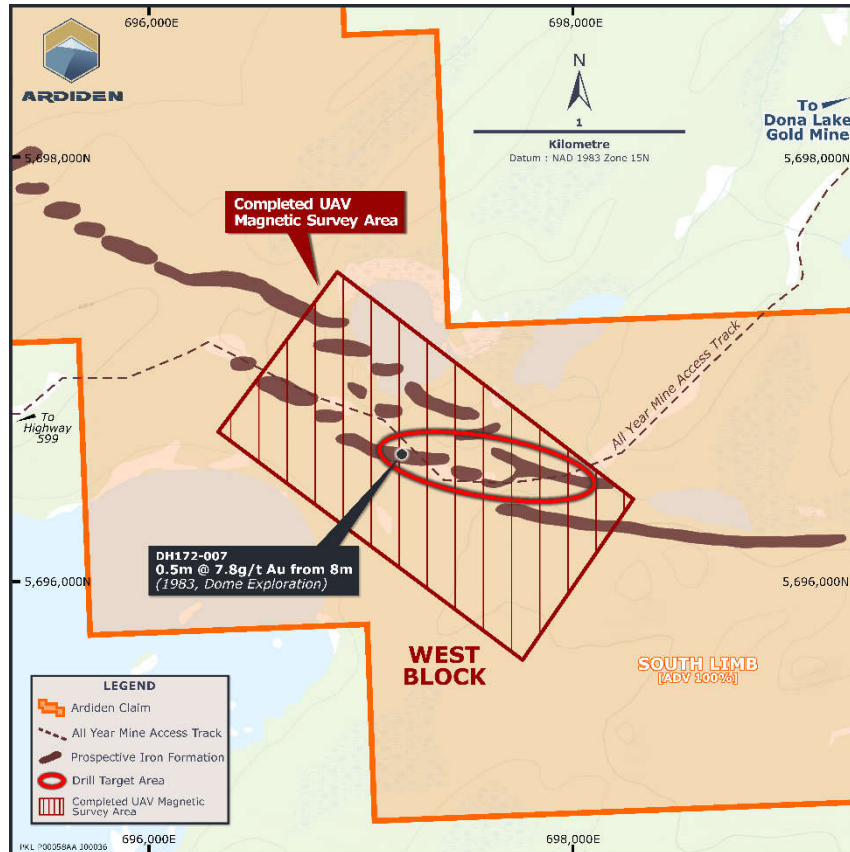 696,000E
698,000E
ARDIDEN
N
1
Kilometre
Datum : NAD 1983 Zone 15N
To
Dona Lake
Gold Mine
5,698,000N
5,698,000N
Completed UAV
Magnetic Survey Area
All Year Mine Access Track
To
Highway
599
DH172-007
0.5m @ 7.8g/t Au from 8m
(1983, Dome Exploration)
5,696,000N
5,696,000N
WEST
BLOCK
SOUTH LIMB
[ADV 100%]
LEGEND
Ardiden Claim
All Year Mine Access Track
Prospective Iron Formation
Drill Target Area
Completed UAV Magnetic
Survey Area
696,000E
698,000E
PKL P00058AA J00036